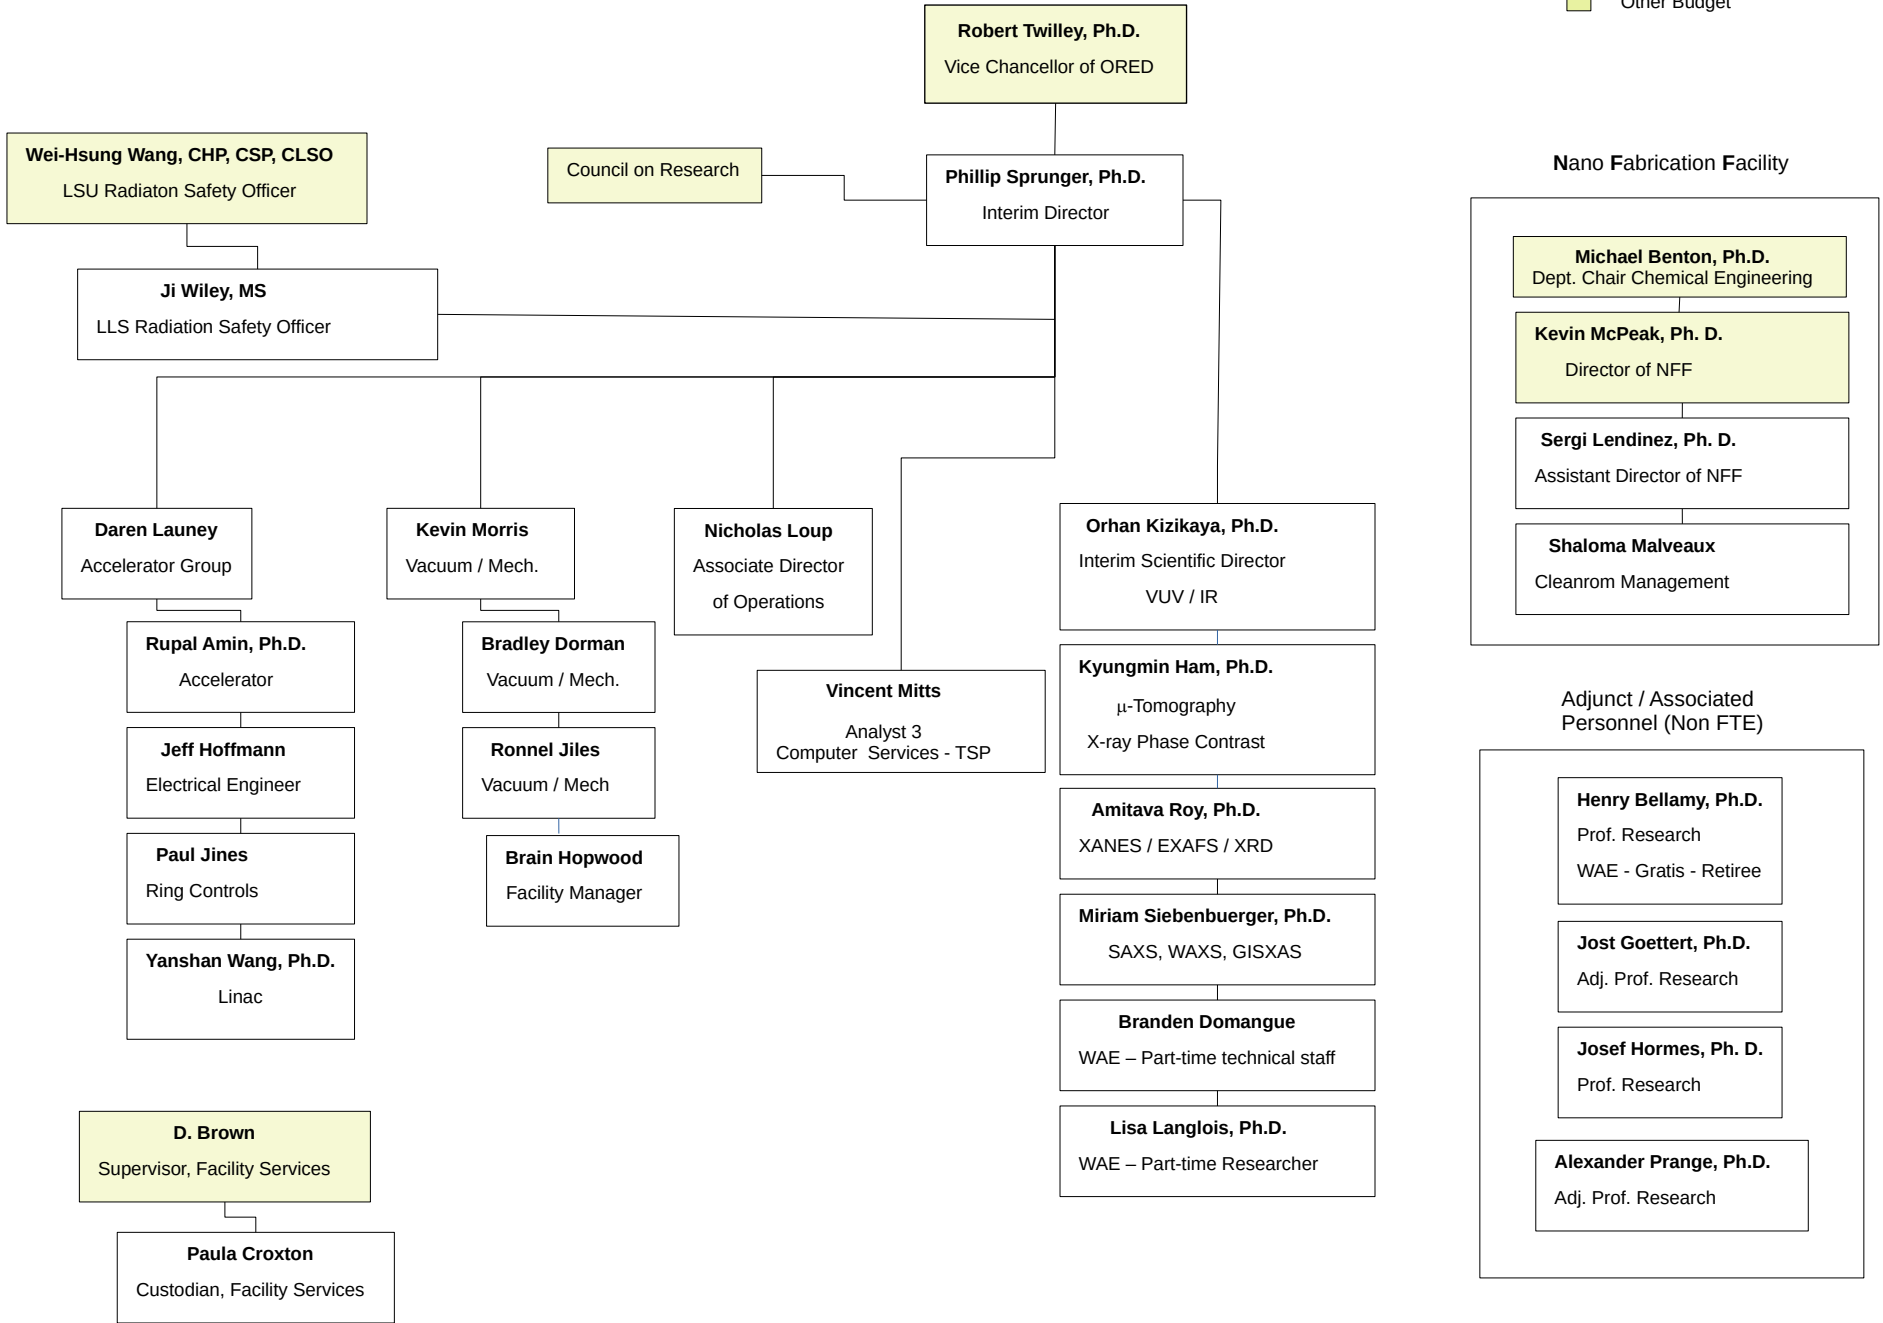 Other Budget
Robert Twilley, Ph.D.
Vice Chancellor of ORED
Wei-Hsung Wang, CHP, CSP, CLSO
LSU Radiaton Safety Officer
Council on Research
Phillip Sprunger, Ph.D.
Interim Director
Ji Wiley, MS
LLS Radiation Safety Officer
Daren Launey
Accelerator Group
Rupal Amin, Ph.D.
Accelerator
Jeff Hoffmann
Electrical Engineer
Paul Jines
Ring Controls
Yanshan Wang, Ph.D.
Linac
Kevin Morris
Vacuum / Mech.
Bradley Dorman
Vacuum / Mech.
Ronnel Jiles
Vacuum / Mech
Brain Hopwood
Facility Manager
Nicholas Loup
Associate Director
of Operations
Vincent Mitts
Analyst 3
Computer Services - TSP
Orhan Kizikaya, Ph.D.
Interim Scientific Director
VUV / IR
Kyungmin Ham, Ph.D.
μ-Tomography
X-ray Phase Contrast
Amitava Roy, Ph.D.
XANES / EXAFS / XRD
Miriam Siebenbuerger, Ph.D.
SAXS, WAXS, GISXAS
Branden Domangue
WAE – Part-time technical staff
Lisa Langlois, Ph.D.
WAE – Part-time Researcher
D. Brown
Supervisor, Facility Services
Paula Croxton
Custodian, Facility Services
Nano Fabrication Facility
Michael Benton, Ph.D.
Dept. Chair Chemical Engineering
Kevin McPeak, Ph. D.
Director of NFF
Sergi Lendinez, Ph. D.
Assistant Director of NFF
Shaloma Malveaux
Cleanrom Management
Adjunct / Associated
Personnel (Non FTE)
Henry Bellamy, Ph.D.
Prof. Research
WAE - Gratis - Retiree
Jost Goettert, Ph.D.
Adj. Prof. Research
Josef Hormes, Ph. D.
Prof. Research
Alexander Prange, Ph.D.
Adj. Prof. Research